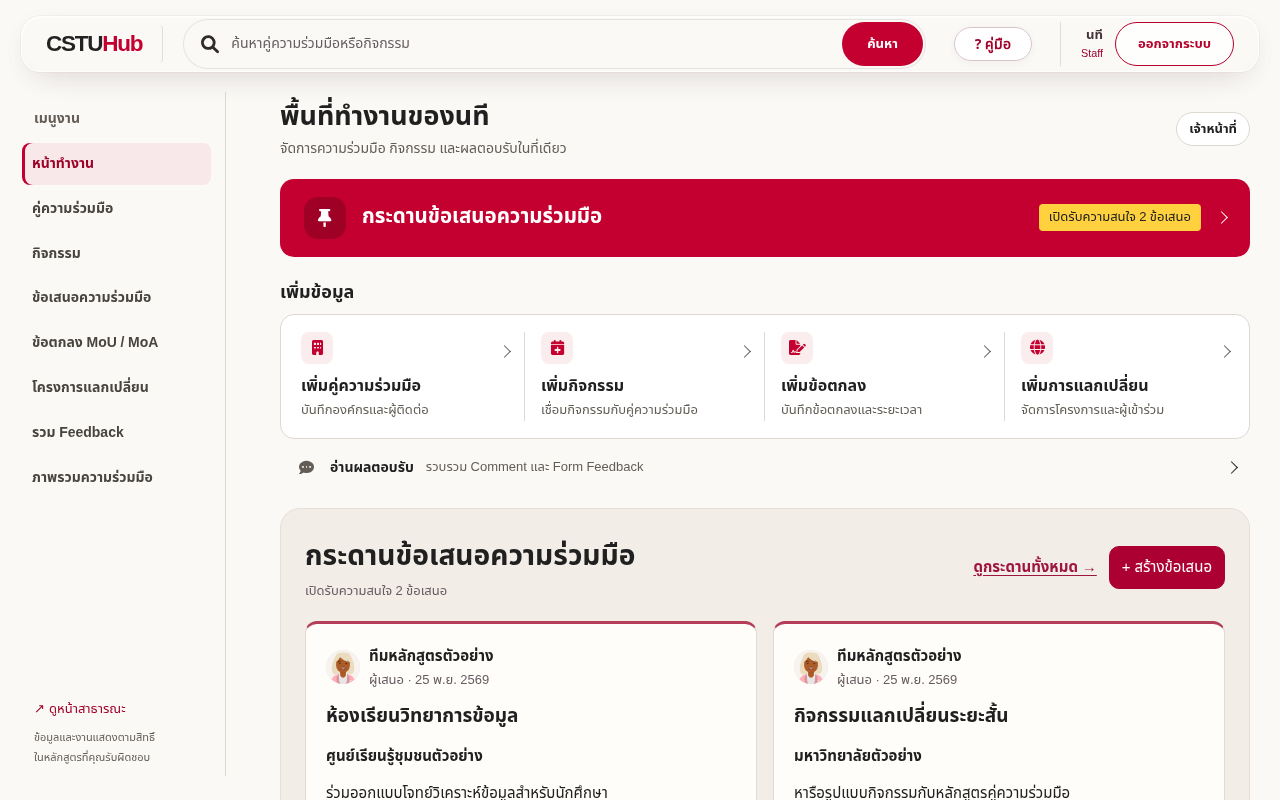 CSTUHub
ค้นหาคู่ความร่วมมือหรือกิจกรรม
ค้นหา
? คู่มือ
นที
Staff
ออกจากระบบ
เมนูงาน
หน้าทำงาน
คู่ความร่วมมือ
กิจกรรม
ข้อเสนอความร่วมมือ
ข้อตกลง MoU / MoA
โครงการแลกเปลี่ยน
รวม Feedback
ภาพรวมความร่วมมือ
↗ ดูหน้าสาธารณะ
ข้อมูลและงานแสดงตามสิทธิ์
ในหลักสูตรที่คุณรับผิดชอบ
พื้นที่ทำงานของนที
จัดการความร่วมมือ กิจกรรม และผลตอบรับในที่เดียว
เจ้าหน้าที่
กระดานข้อเสนอความร่วมมือ
เปิดรับความสนใจ 2 ข้อเสนอ
เพิ่มข้อมูล
เพิ่มคู่ความร่วมมือ
บันทึกองค์กรและผู้ติดต่อ
เพิ่มกิจกรรม
เชื่อมกิจกรรมกับคู่ความร่วมมือ
เพิ่มข้อตกลง
บันทึกข้อตกลงและระยะเวลา
เพิ่มการแลกเปลี่ยน
จัดการโครงการและผู้เข้าร่วม
อ่านผลตอบรับ รวบรวม Comment และ Form Feedback
กระดานข้อเสนอความร่วมมือ
เปิดรับความสนใจ 2 ข้อเสนอ
ดูกระดานทั้งหมด →
+ สร้างข้อเสนอ
ทีมหลักสูตรตัวอย่าง
ผู้เสนอ · 25 พ.ย. 2569
ห้องเรียนวิทยาการข้อมูล
ศูนย์เรียนรู้ชุมชนตัวอย่าง
ร่วมออกแบบโจทย์วิเคราะห์ข้อมูลสำหรับนักศึกษา
ทีมหลักสูตรตัวอย่าง
ผู้เสนอ · 25 พ.ย. 2569
กิจกรรมแลกเปลี่ยนระยะสั้น
มหาวิทยาลัยตัวอย่าง
หารือรูปแบบกิจกรรมกับหลักสูตรคู่ความร่วมมือ